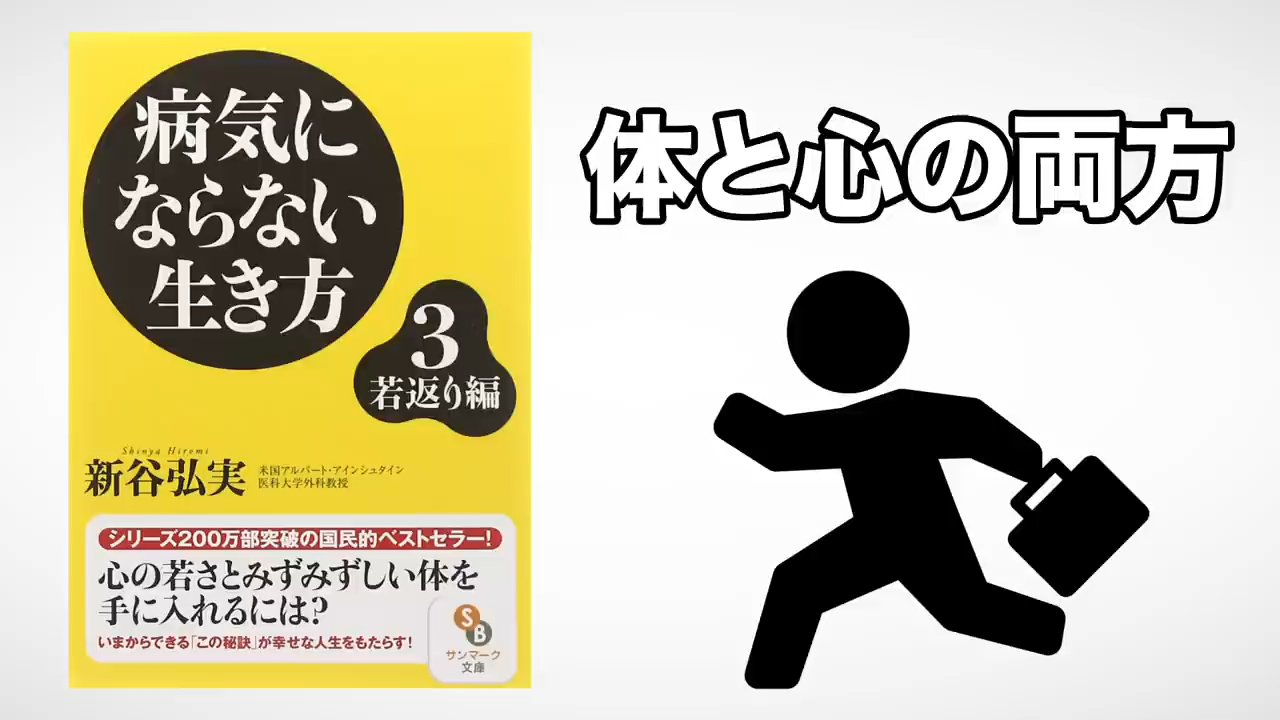 病気に
ならない
生き方
3
若返り編
Shinya Hiromi
新谷弘実
米国アルバート・アインシュタイン
医科大学外科教授
シリーズ200万部突破の国民的ベストセラー!
心の若さとみずみずしい体を
手に入れるには?
いまからできる「この秘訣」が幸せな人生をもたらす!
SB
サンマーク
文庫
体と心の両方